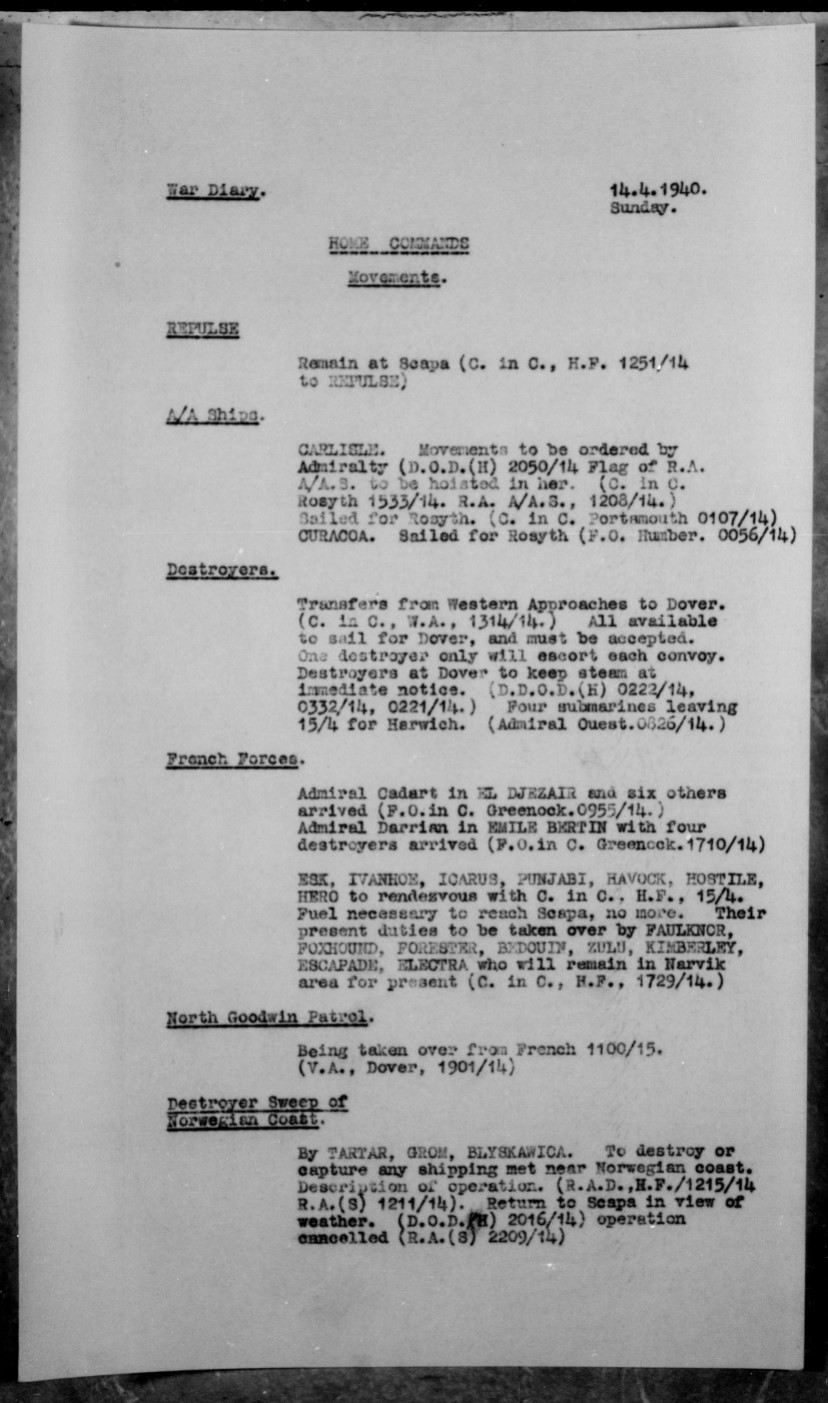 War Diary. 14.4.1940.
Sunday.
HOME COMMANDS
Movements.
REPULSE
Remain at Scapa (C. in C., H.F. 1251/14
to REPULSE)
A/A Ships.
CARLISLE. Movements to be ordered by
Admiralty (D.O.D.(H) 2050/14 Flag of R.A.
A/A.S. to be hoisted in her. (C. in C.
Rosyth 1533/14. R.A. A/A.S., 1208/14.)
Sailed for Rosyth. (C. in C. Portsmouth 0107/14)
CURACOA. Sailed for Rosyth (F.O. Humber. 0056/14)
Destroyers.
Transfers from Western Approaches to Dover.
(C. in C., W.A., 1314/14.) All available
to sail for Dover, and must be accepted.
One destroyer only will escort each convoy.
Destroyers at Dover to keep steam at
immediate notice. (D.D.O.D.(H) 0222/14,
0332/14, 0221/14.) Four submarines leaving
15/4 for Harwich. (Admiral Ouest.0826/14.)
French Forces.
Admiral Cadart in EL DJEZAIR and six others
arrived (F.O.in C. Greenock.0955/14.)
Admiral Darrian in EMILE BERTIN with four
destroyers arrived (F.O.in C. Greenock.1710/14)
ESK, IVANHOE, ICARUS, PUNJABI, HAVOCK, HOSTILE,
HERO to rendezvous with C. in C., H.F., 15/4.
Fuel necessary to reach Scapa, no more. Their
present duties to be taken over by FAULKNOR,
FOXHOUND, FORESTER, BEDOUIN, ZULU, KIMBERLEY,
ESCAPADE, ELECTRA who will remain in Narvik
area for present (C. in C., H.F., 1729/14.)
North Goodwin Patrol.
Being taken over from French 1100/15.
(V.A., Dover, 1901/14)
Destroyer Sweep of
Norwegian Coast.
By TARTAR, GROM, BLYSKAWICA. To destroy or
capture any shipping met near Norwegian coast.
Description of operation. (R.A.D.,H.F./1215/14
R.A.(S) 1211/14). Return to Scapa in view of
weather. (D.O.D.(H) 2016/14) operation
cancelled (R.A.(S) 2209/14)